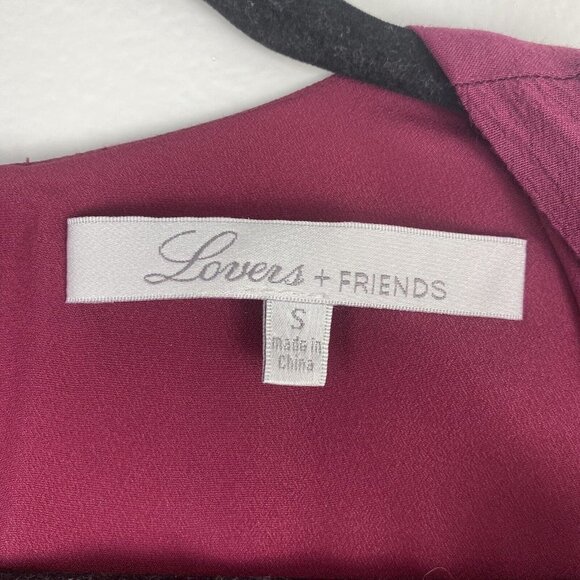 Lovers + FRIENDS
S
made in
China